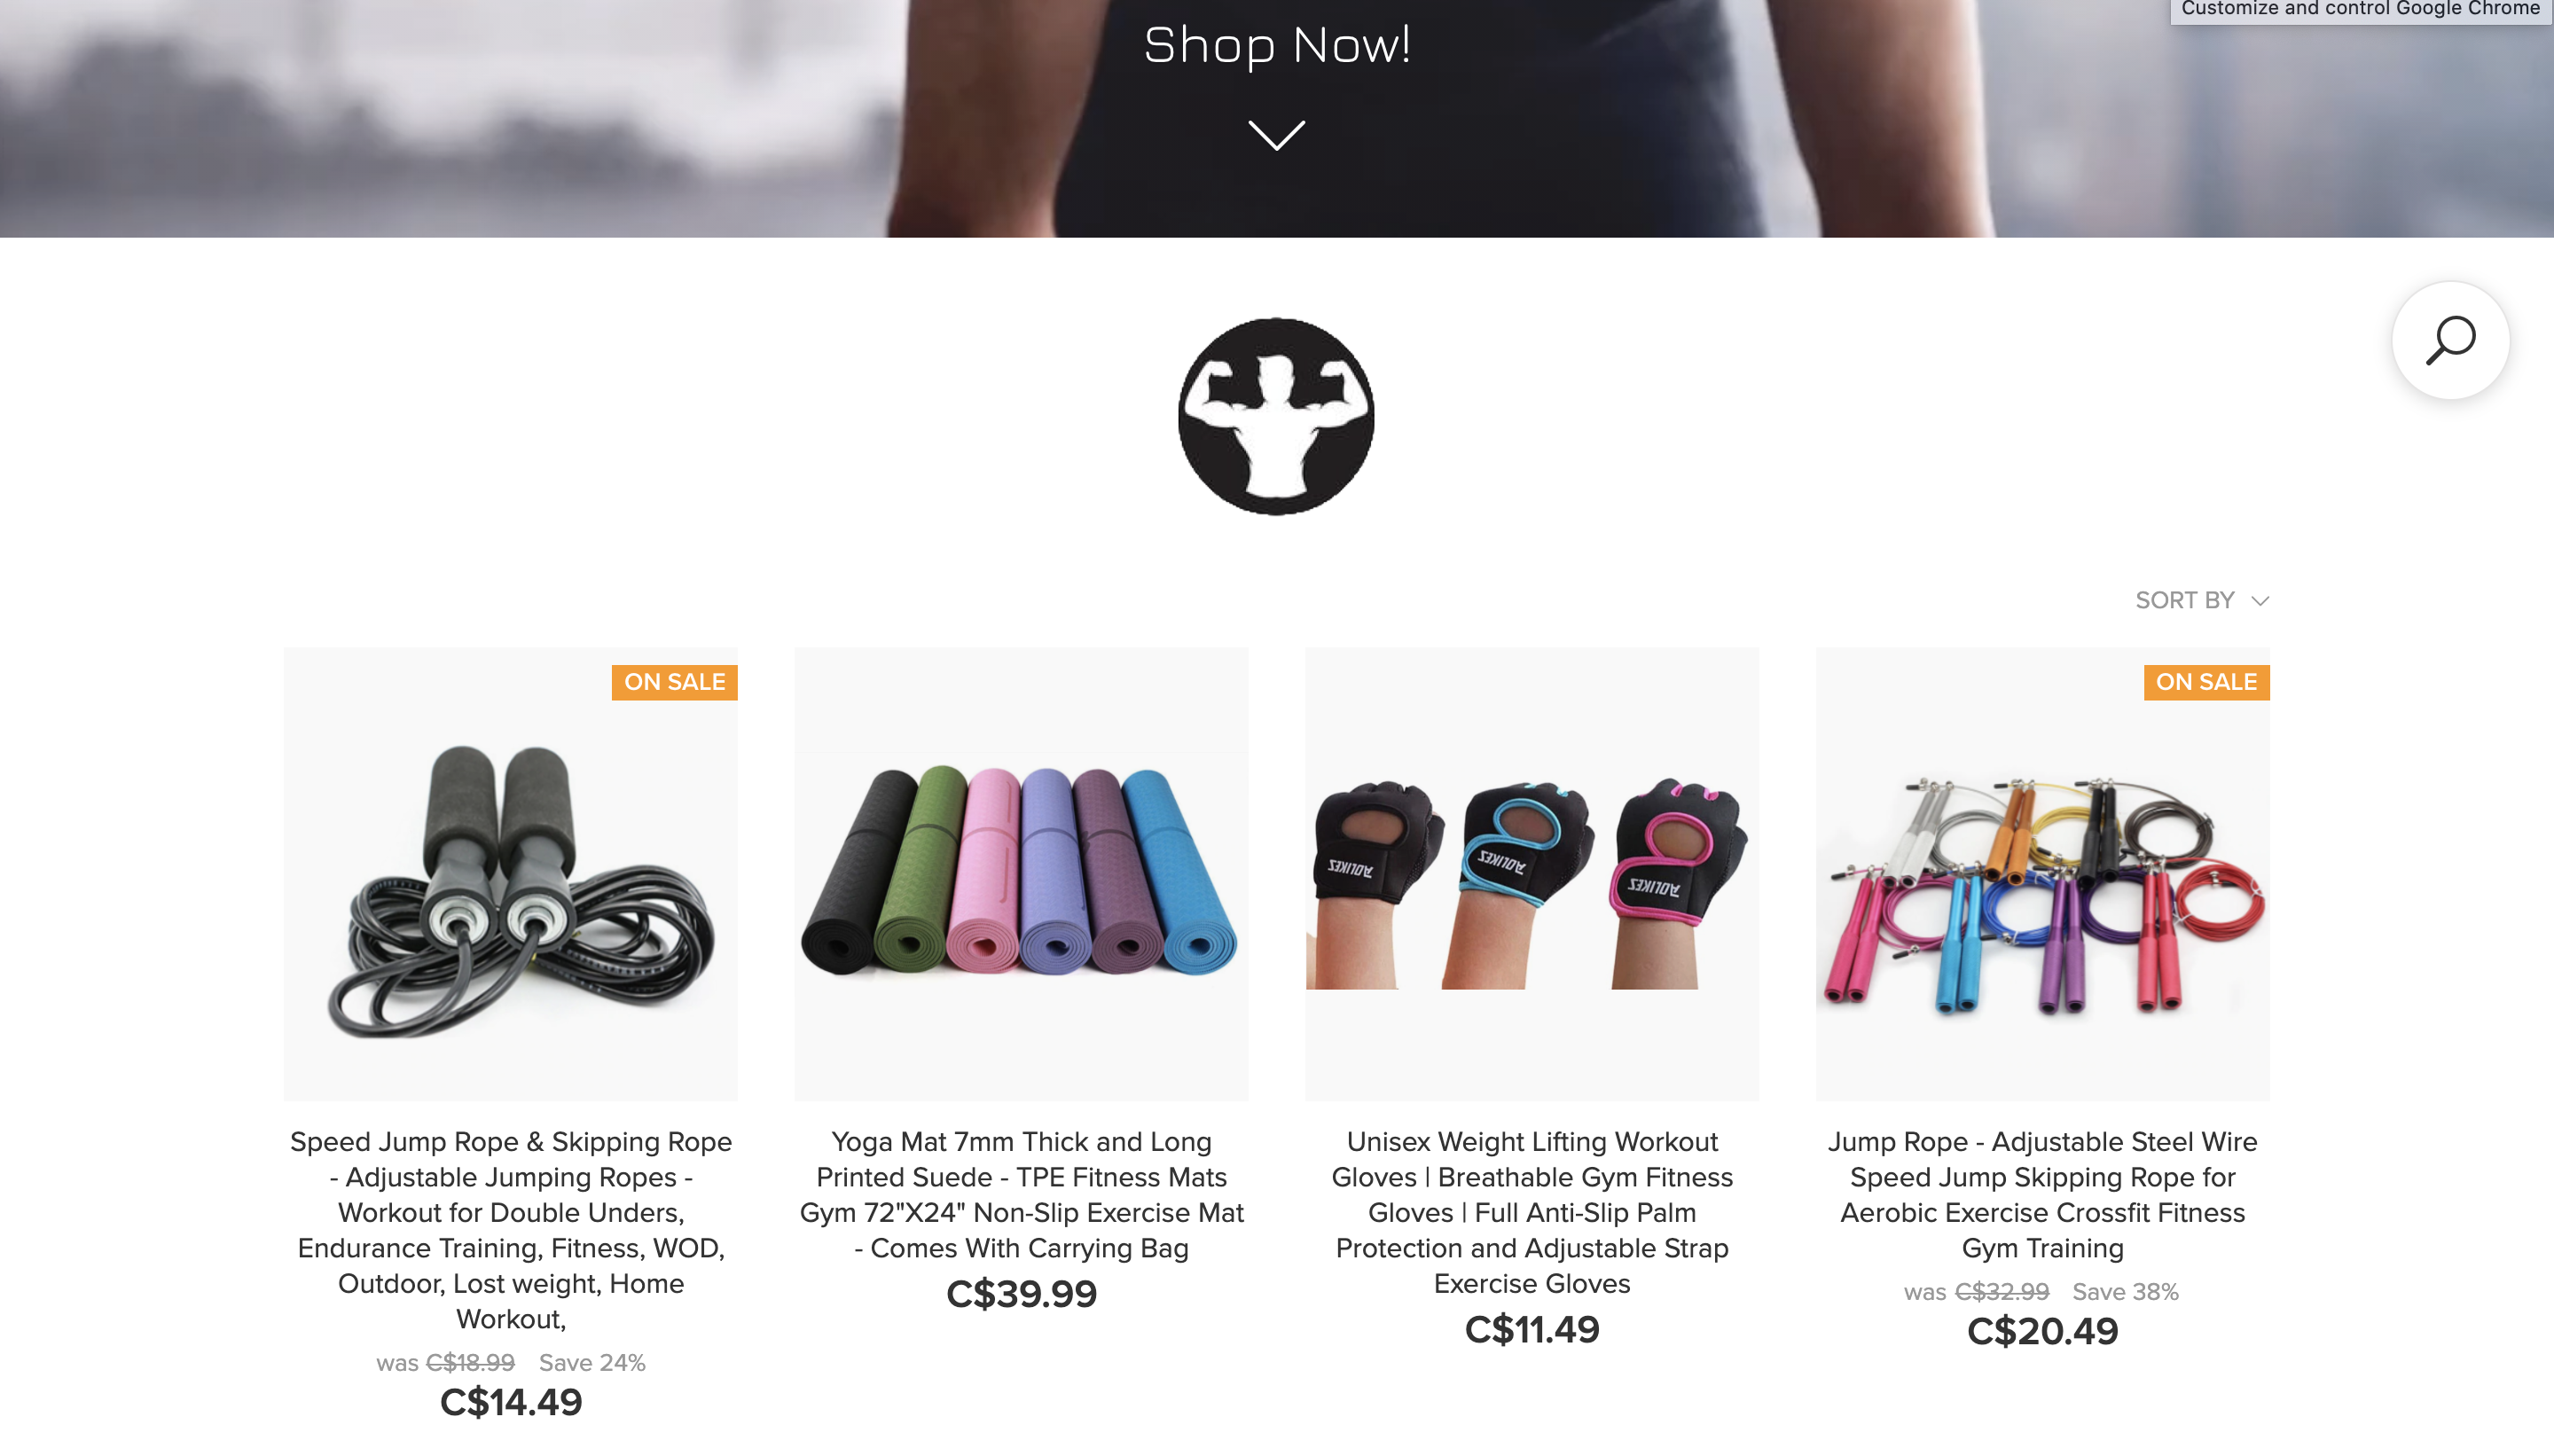 Customize and control Google Chrome
Shop Now!
SORT BY
ON SALE
ON SALE
ADLIKES
ADLIKES
ADLIKES
Speed Jump Rope & Skipping Rope
- Adjustable Jumping Ropes -
Workout for Double Unders,
Endurance Training, Fitness, WOD,
Outdoor, Lost weight, Home
Workout,
was C$18.99 Save 24%
C$14.49
Yoga Mat 7mm Thick and Long
Printed Suede - TPE Fitness Mats
Gym 72"X24" Non-Slip Exercise Mat
- Comes With Carrying Bag
C$39.99
Unisex Weight Lifting Workout
Gloves | Breathable Gym Fitness
Gloves | Full Anti-Slip Palm
Protection and Adjustable Strap
Exercise Gloves
C$11.49
Jump Rope - Adjustable Steel Wire
Speed Jump Skipping Rope for
Aerobic Exercise Crossfit Fitness
Gym Training
was C$32.99 Save 38%
C$20.49